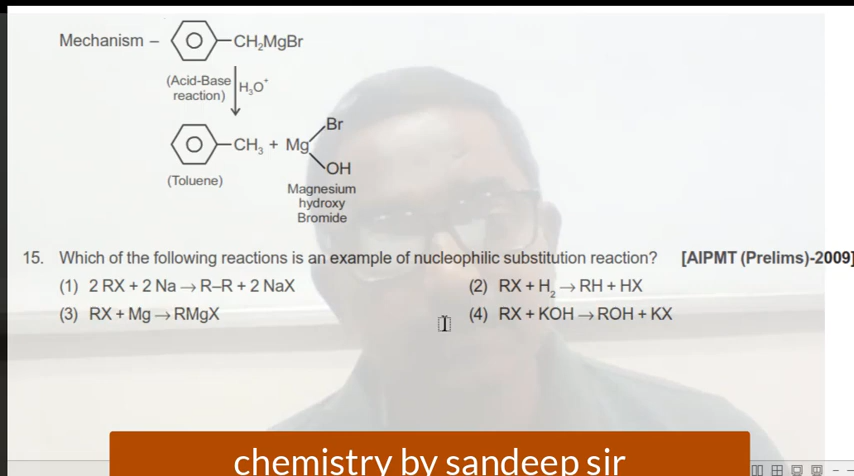 Mechanism – CH₂MgBr
(Acid-Base reaction) H₃O⁺
CH₃ + Mg Br OH
(Toluene)
Magnesium
hydroxy
Bromide
15. Which of the following reactions is an example of nucleophilic substitution reaction? [AIPMT (Prelims)-2009]
(1) 2 RX + 2 Na → R–R + 2 NaX (2) RX + H₂ → RH + HX
(3) RX + Mg → RMgX (4) RX + KOH → ROH + KX
chemistry by sandeep sir